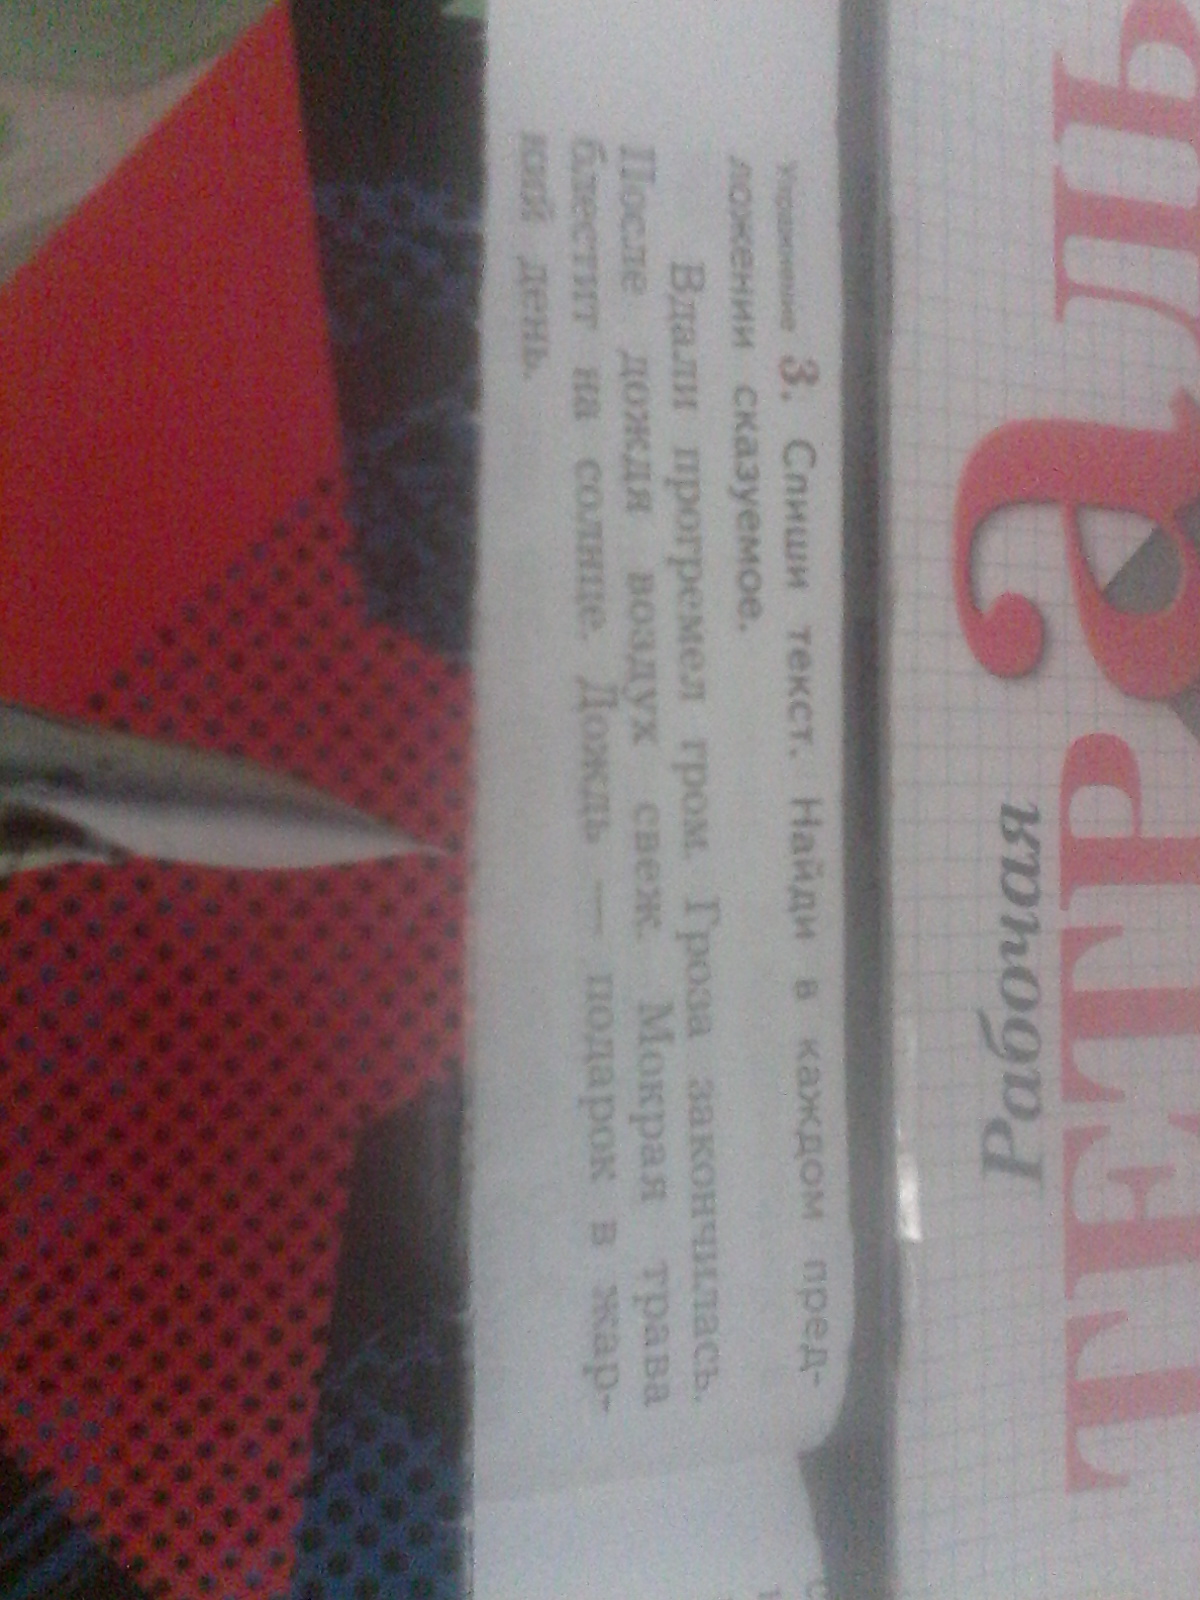 Упражнение 3. Спиши текст. Найди в каждом пред-
ложении сказуемое.
Вдали прогремел гром. Гроза закончилась.
После дождя воздух свеж. Мокрая трава
блестит на солнце. Дождь — подарок в жар-
кий день.
Рабочая